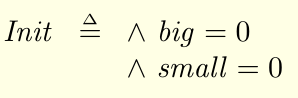 Init ≜ ∧ big = 0
∧ small = 0